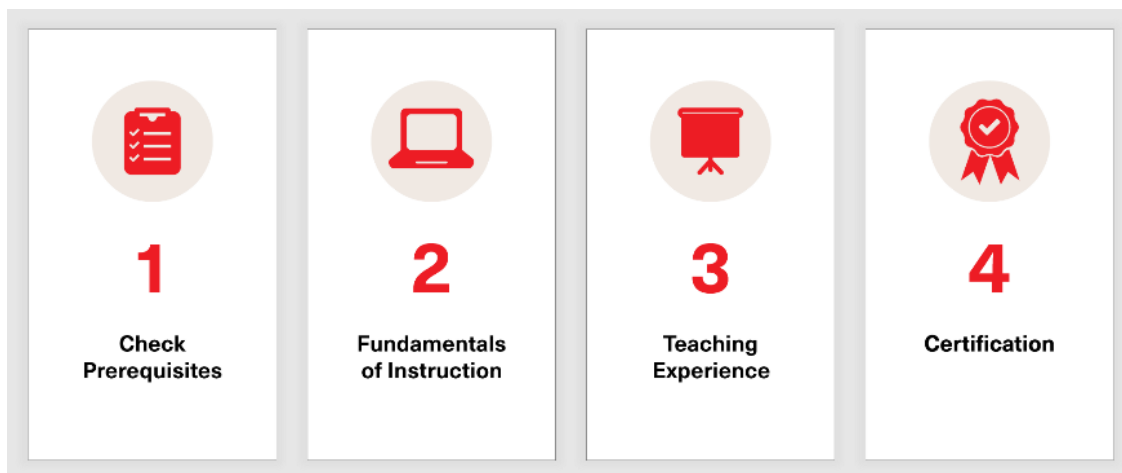 1
Check
Prerequisites
2
Fundamentals
of Instruction
3
Teaching
Experience
4
Certification